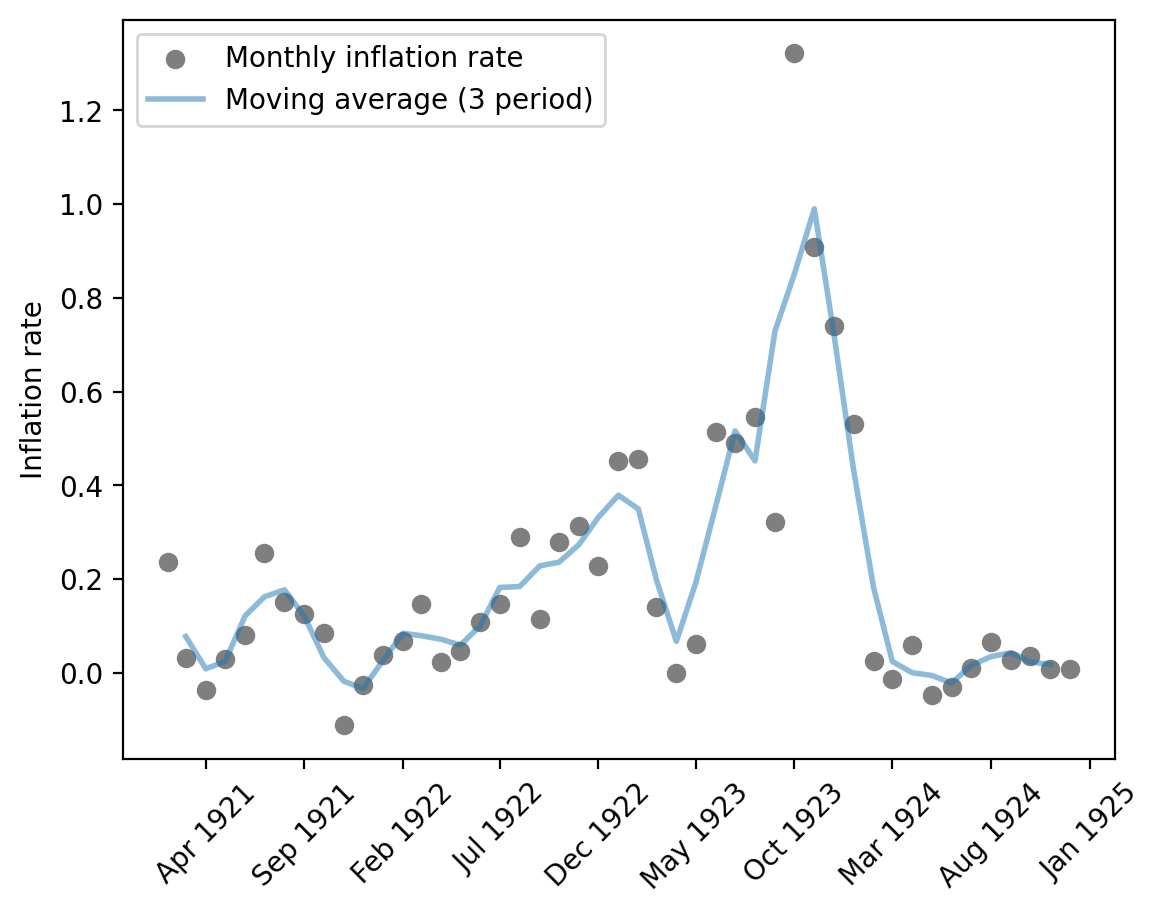 Monthly inflation rate
Moving average (3 period)
1.2
1.0
0.8
0.6
0.4
0.2
0.0
Inflation rate
Apr 1921
Sep 1921
Feb 1922
Jul 1922
Dec 1922
May 1923
Oct 1923
Mar 1924
Aug 1924
Jan 1925